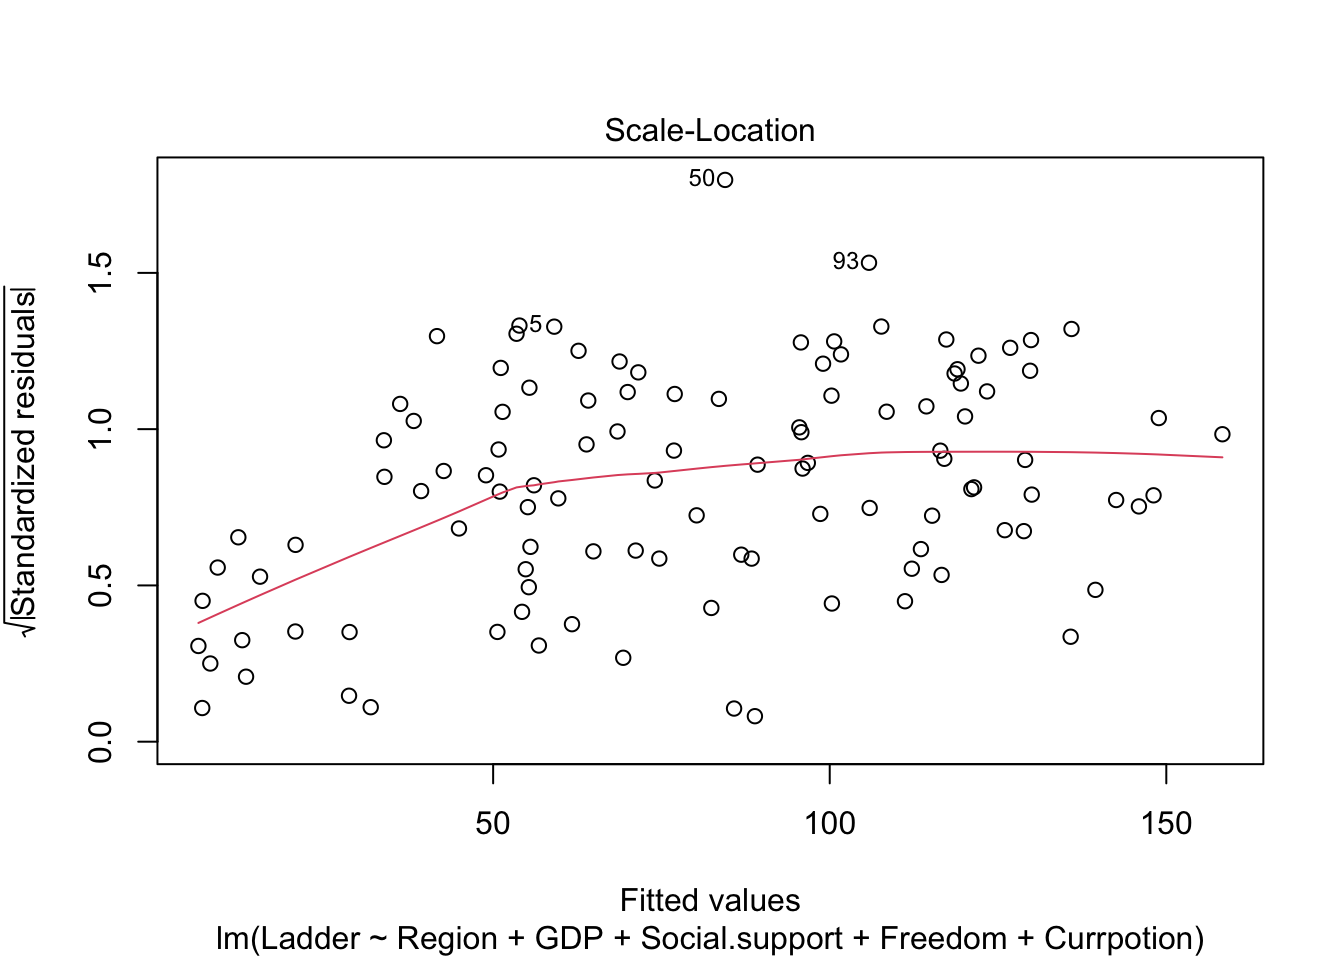 Scale-Location
√|Standardized residuals|
1.5
1.0
0.5
0.0
50
93
5
50
100
150
Fitted values
lm(Ladder ~ Region + GDP + Social.support + Freedom + Currpotion)